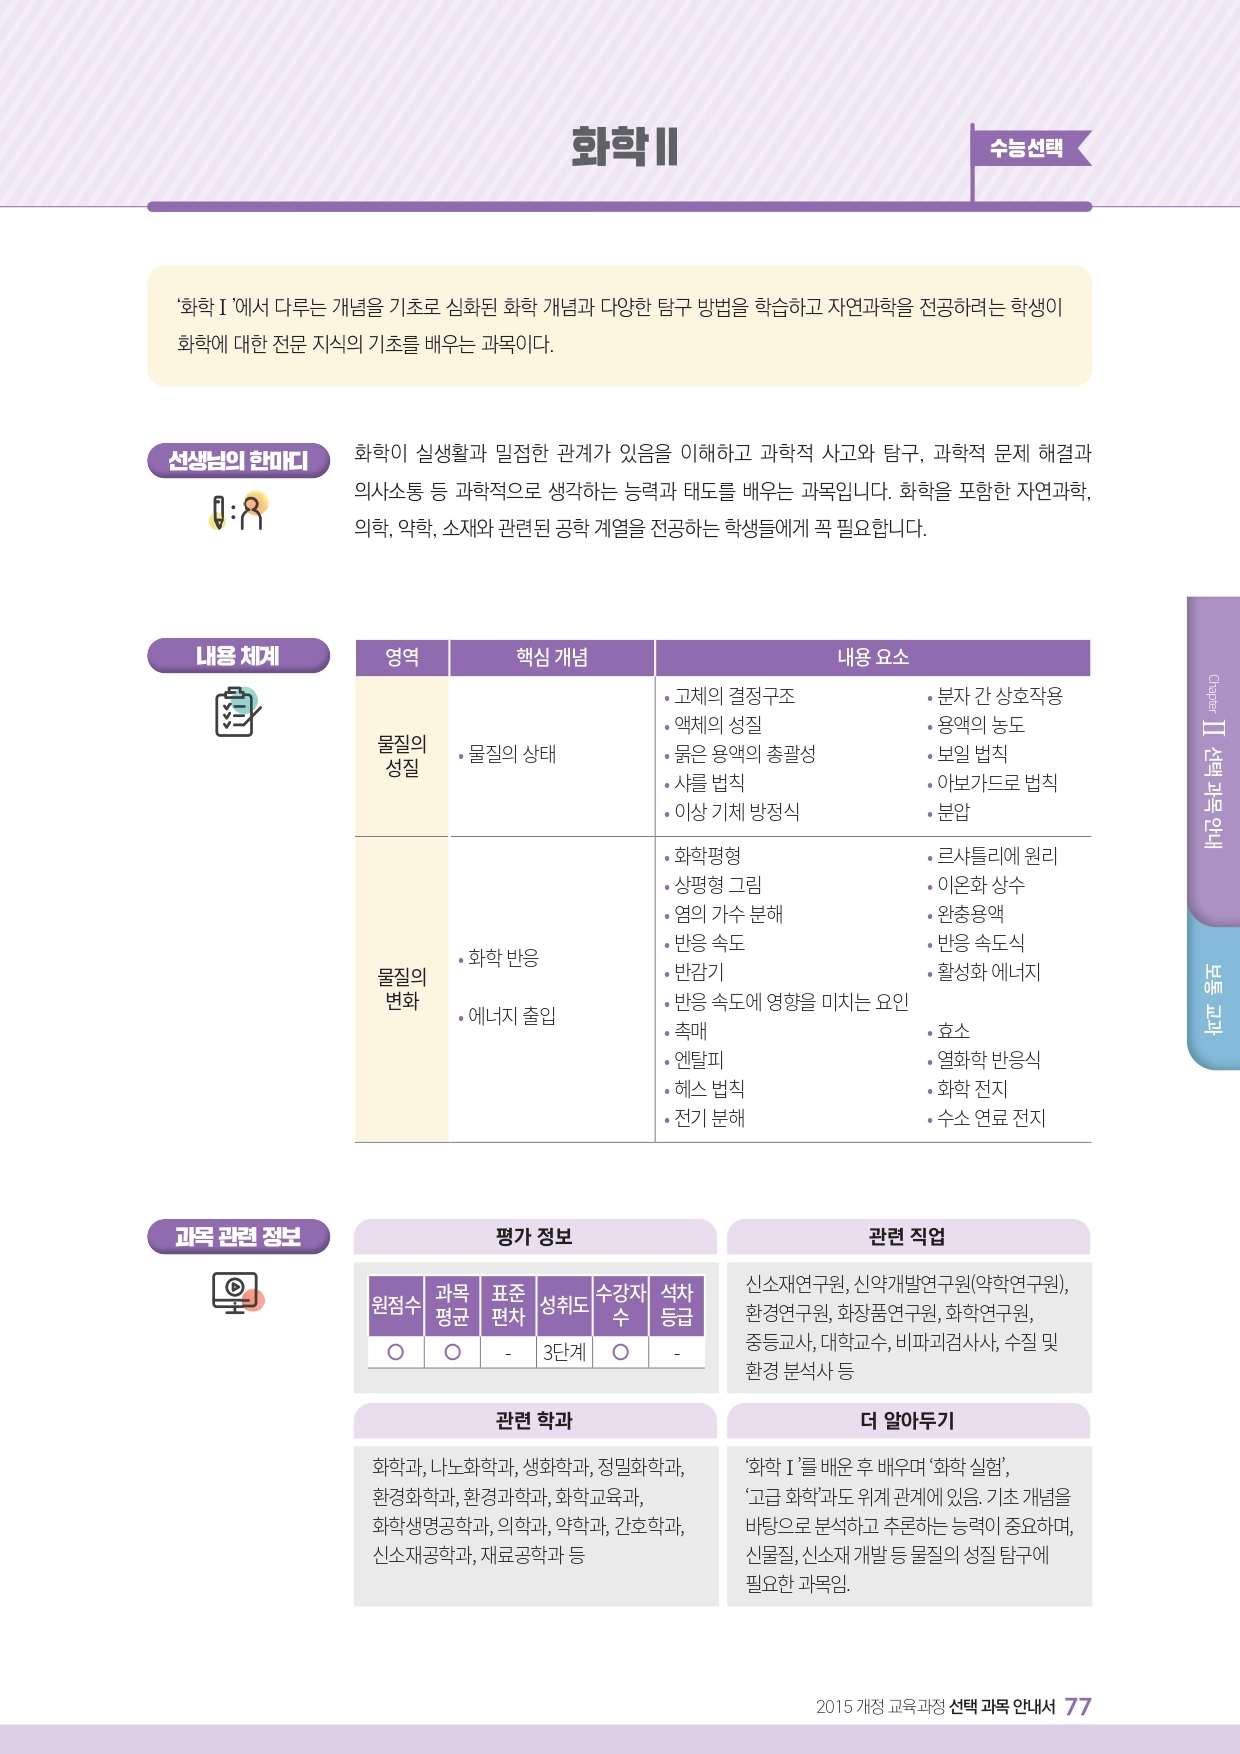 화학 II
수능선택
‘화학Ⅰ’에서 다루는 개념을 기초로 심화된 화학 개념과 다양한 탐구 방법을 학습하고 자연과학을 전공하려는 학생이
화학에 대한 전문 지식의 기초를 배우는 과목이다.
선생님의 한마디
화학이 실생활과 밀접한 관계가 있음을 이해하고 과학적 사고와 탐구, 과학적 문제 해결과
의사소통 등 과학적으로 생각하는 능력과 태도를 배우는 과목입니다. 화학을 포함한 자연과학,
의학, 약학, 소재와 관련된 공학 계열을 전공하는 학생들에게 꼭 필요합니다.
내용 체계
영역 핵심 개념 내용 요소
물질의
성질
• 물질의 상태
• 고체의 결정구조 • 분자 간 상호작용
• 액체의 성질 • 용액의 농도
• 묽은 용액의 총괄성 • 보일 법칙
• 샤를 법칙 • 아보가드로 법칙
• 이상 기체 방정식 • 분압
물질의
변화
• 화학 반응
• 에너지 출입
• 화학평형 • 르샤틀리에 원리
• 상평형 그림 • 이온화 상수
• 염의 가수 분해 • 완충용액
• 반응 속도 • 반응 속도식
• 반감기 • 활성화 에너지
• 반응 속도에 영향을 미치는 요인
• 촉매 • 효소
• 엔탈피 • 열화학 반응식
• 헤스 법칙 • 화학 전지
• 전기 분해 • 수소 연료 전지
Chapter Ⅱ 선택 과목 안내
보통 교과
과목 관련 정보
평가 정보
원점수 과목 평균 표준 편차 성취도 수강자 수 석차 등급
○ ○ - 3단계 ○ -
관련 직업
신소재연구원, 신약개발연구원(약학연구원),
환경연구원, 화장품연구원, 화학연구원,
중등교사, 대학교수, 비파괴검사사, 수질 및
환경 분석사 등
관련 학과
화학과, 나노화학과, 생화학과, 정밀화학과,
환경화학과, 환경과학과, 화학교육과,
화학생명공학과, 의학과, 약학과, 간호학과,
신소재공학과, 재료공학과 등
더 알아두기
‘화학Ⅰ’를 배운 후 배우며 ‘화학 실험’,
‘고급 화학’과도 위계 관계에 있음. 기초 개념을
바탕으로 분석하고 추론하는 능력이 중요하며,
신물질, 신소재 개발 등 물질의 성질 탐구에
필요한 과목임.
2015 개정 교육과정 선택 과목 안내서 77